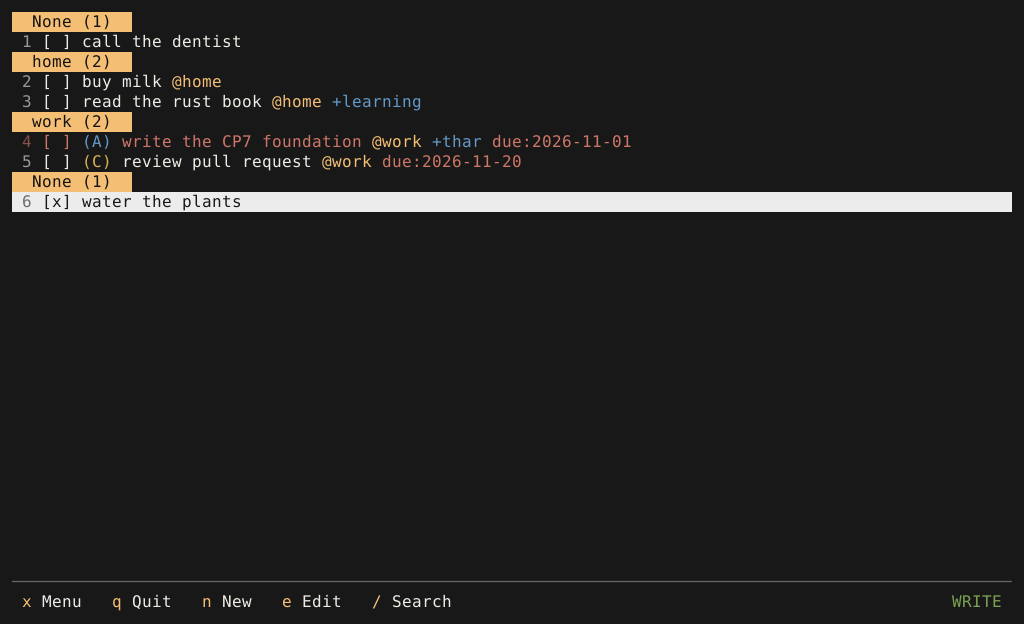 None (1)
1 [ ] call the dentist
home (2)
2 [ ] buy milk @home
3 [ ] read the rust book @home +learning
work (2)
4 [ ] (A) write the CP7 foundation @work +thar due:2026-11-01
5 [ ] (C) review pull request @work due:2026-11-20
None (1)
6 [x] water the plants
x Menu q Quit n New e Edit / Search WRITE